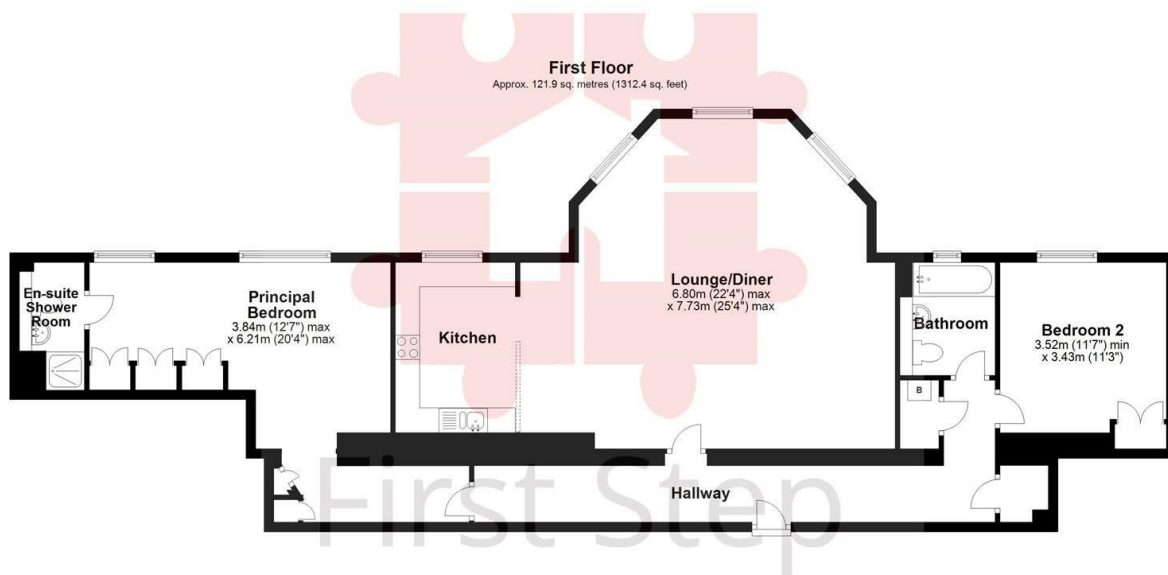 First Floor
Approx. 121.9 sq. metres (1312.4 sq. feet)
En-suite
Shower
Room
Principal
Bedroom
3.84m (12'7") max
x 6.21m (20'4") max
Kitchen
Lounge/Diner
6.80m (22'4") max
x 7.73m (25'4") max
Bathroom
Bedroom 2
3.52m (11'7") min
x 3.43m (11'3")
B
Hallway
First Step